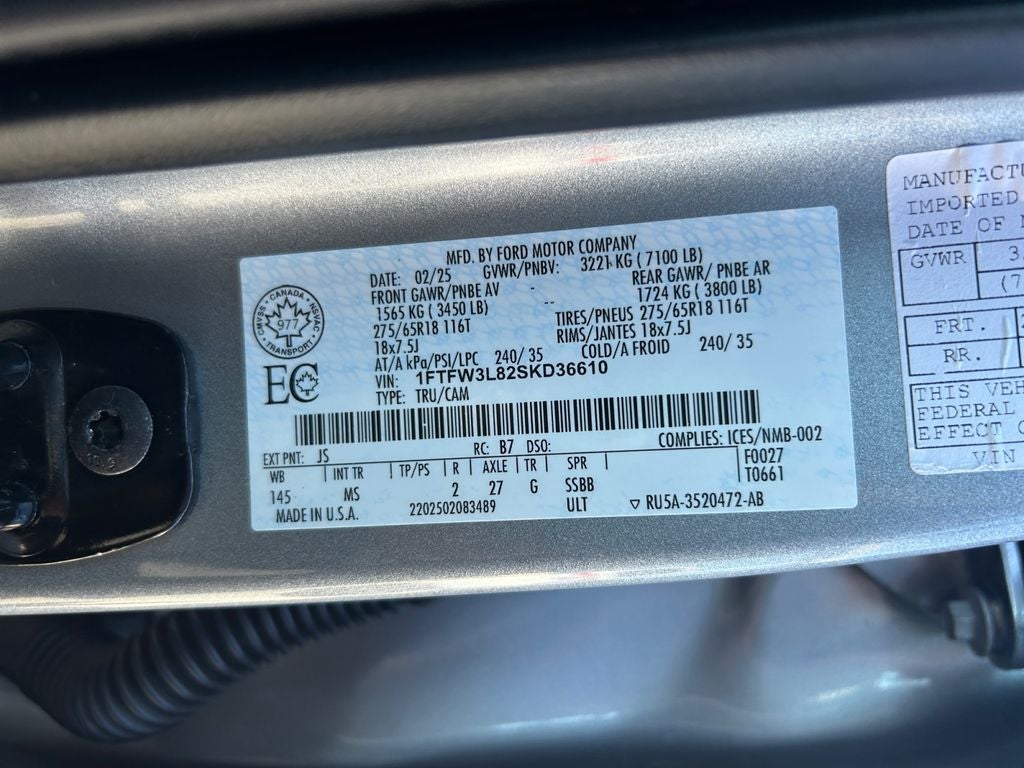 MFD. BY FORD MOTOR COMPANY
DATE: 02/25 GVWR/PNBV: 3221 KG ( 7100 LB)
FRONT GAWR/PNBE AV -- REAR GAWR/ PNBE AR
1565 KG ( 3450 LB) 1724 KG ( 3800 LB)
275/65R18 116T TIRES/PNEUS 275/65R18 116T
18x7.5J RIMS/JANTES 18x7.5J
AT/A kPa/PSI/LPC 240/ 35 COLD/A FROID 240/ 35
VIN: 1FTFW3L82SKD36610
TYPE: TRU/CAM
CANADA
CMVSS NSVAC
977
TRANSPORT
EC
EXT PNT: JS RC: B7 DSO: COMPLIES: ICES/NMB-002
WB INT TR TP/PS R AXLE TR SPR F0027
145 MS 2 27 G SSBB T0661
MADE IN U.S.A. 2202502083489 ULT ▽ RU5A-3520472-AB
MANUFACTU
IMPORTED
DATE OF
GVWR 3.
(7
FRT.
RR.
THIS VEH
FEDERAL
EFFECT
VIN